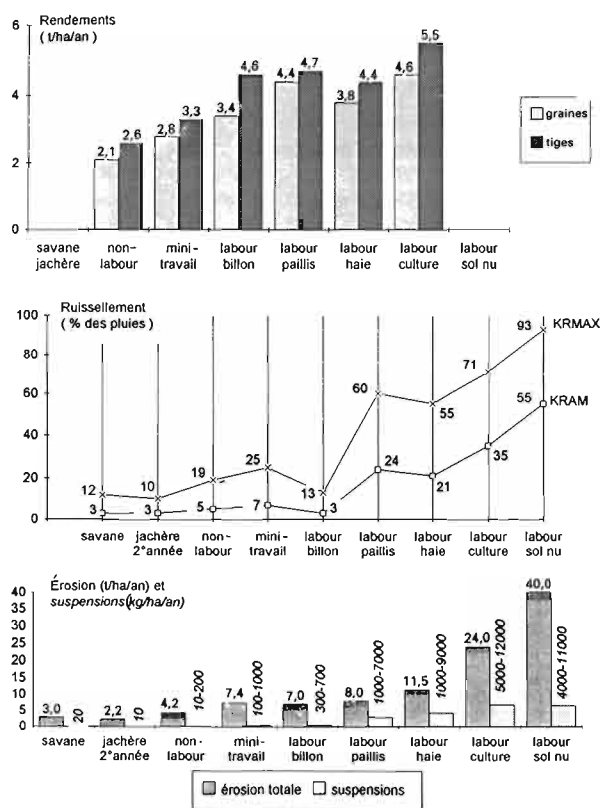 Rendements
( t/ha/an )
6
4
2
0
2,1 2,6 2,8 3,3 3,4 4,6 4,4 4,7 3,8 4,4 4,6 5,5
graines
tiges
savane non- mini- labour labour labour labour labour
jachère labour travail billon paillis haie culture sol nu
Ruissellement
( % des pluies )
100
80
60
40
20
0
KRMAX
12 10 19 25 13 60 55 71 93
KRAM
3 3 5 7 3 24 21 35 55
savane jachère non- mini- labour labour labour labour labour
2°année labour travail billon paillis haie culture sol nu
Érosion (t/ha/an) et
suspensions(kg/ha/an)
40
35
30
25
20
15
10
5
0
3,0 20 2,2 10 4,2 10-200 7,4 100-1000 7,0 300-700 8,0 1000-7000 11,5 1000-9000 24,0 5000-12000 40,0 4000-11000
savane jachère non- mini- labour labour labour labour labour
2°année labour travail billon paillis haie culture sol nu
érosion totale suspensions